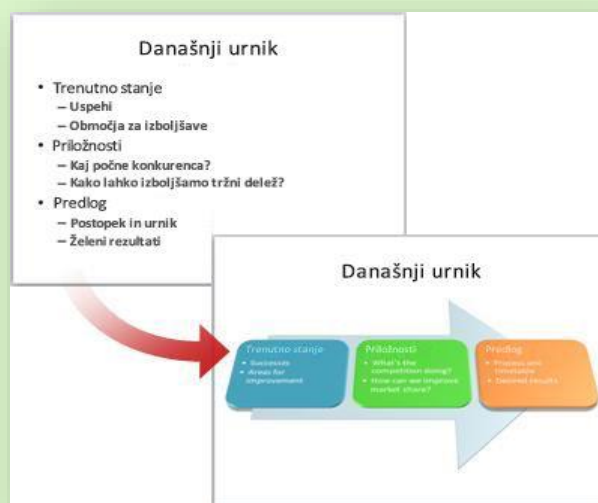 Današnji urnik
• Trenutno stanje
– Uspehi
– Območja za izboljšave
• Priložnosti
– Kaj počne konkurenca?
– Kako lahko izboljšamo tržni delež?
• Predlog
– Postopek in urnik
– Želeni rezultati
Današnji urnik
Trenutno stanje
• Successes
• Areas for
improvement
Priložnosti
• What's the
competition doing?
• How can we improve
market share?
Predlog
• Process and
timetable
• Desired results